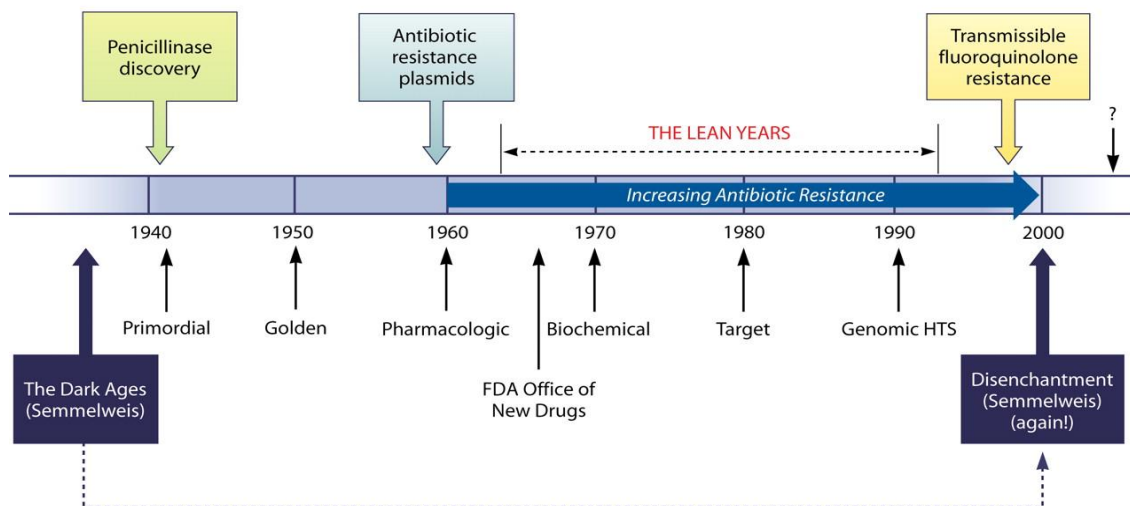 Penicillinase
discovery
Antibiotic
resistance
plasmids
Transmissible
fluoroquinolone
resistance
?
THE LEAN YEARS
Increasing Antibiotic Resistance
1940
1950
1960
1970
1980
1990
2000
Primordial
Golden
Pharmacologic
Biochemical
Target
Genomic HTS
The Dark Ages
(Semmelweis)
FDA Office of
New Drugs
Disenchantment
(Semmelweis)
(again!)